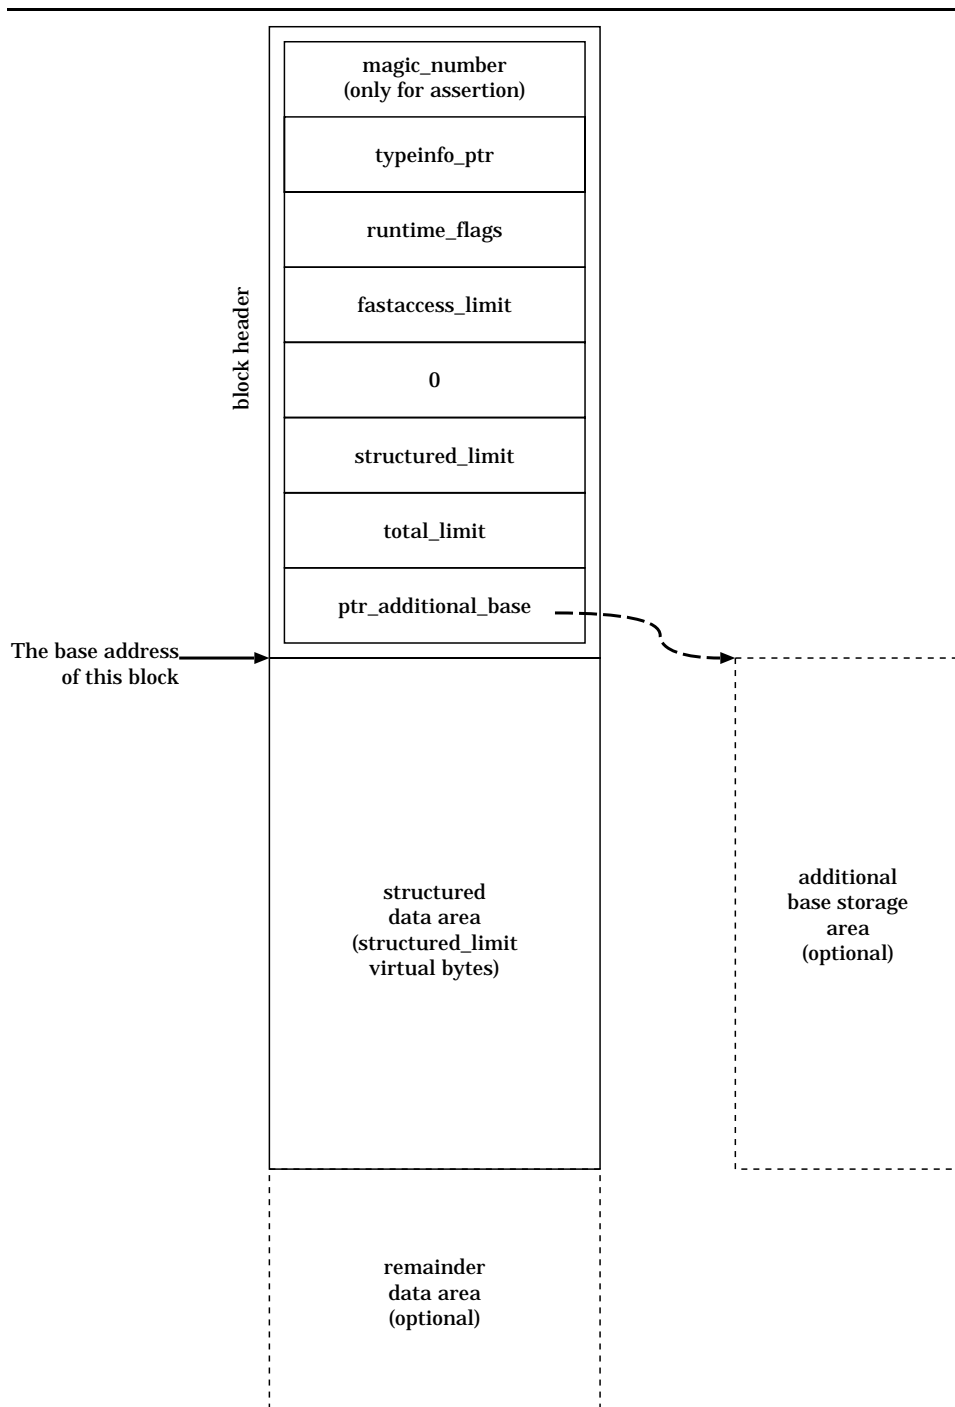 magic_number
(only for assertion)
typeinfo_ptr
runtime_flags
fastaccess_limit
block header
0
structured_limit
total_limit
ptr_additional_base
The base address
of this block
structured
data area
(structured_limit
virtual bytes)
additional
base storage
area
(optional)
remainder
data area
(optional)